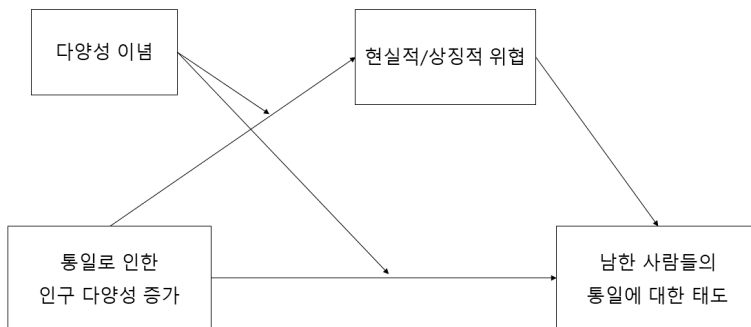 다양성 이념
현실적/상징적 위협
통일로 인한
인구 다양성 증가
남한 사람들의
통일에 대한 태도